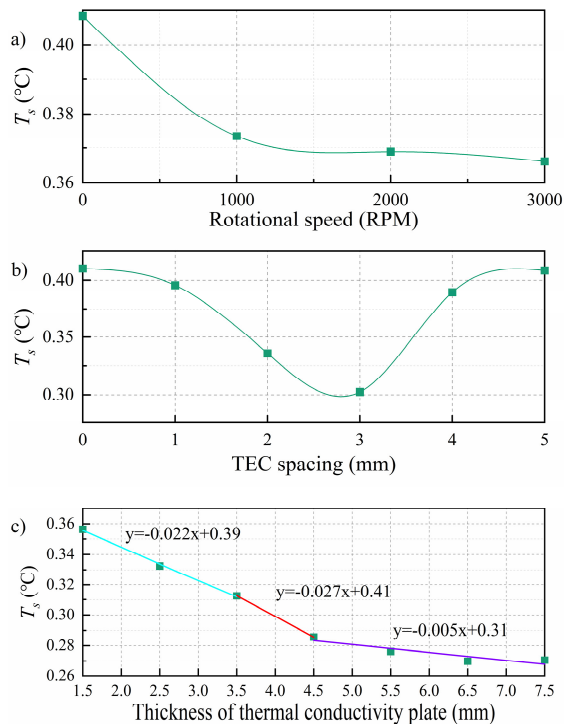 a)
T_s (°C)
0.40
0.38
0.36
0 1000 2000 3000
Rotational speed (RPM)
b)
T_s (°C)
0.40
0.35
0.30
0 1 2 3 4 5
TEC spacing (mm)
c)
T_s (°C)
0.36
0.34
0.32
0.30
0.28
0.26
y=-0.022x+0.39
y=-0.027x+0.41
y=-0.005x+0.31
1.5 2.0 2.5 3.0 3.5 4.0 4.5 5.0 5.5 6.0 6.5 7.0 7.5
Thickness of thermal conductivity plate (mm)